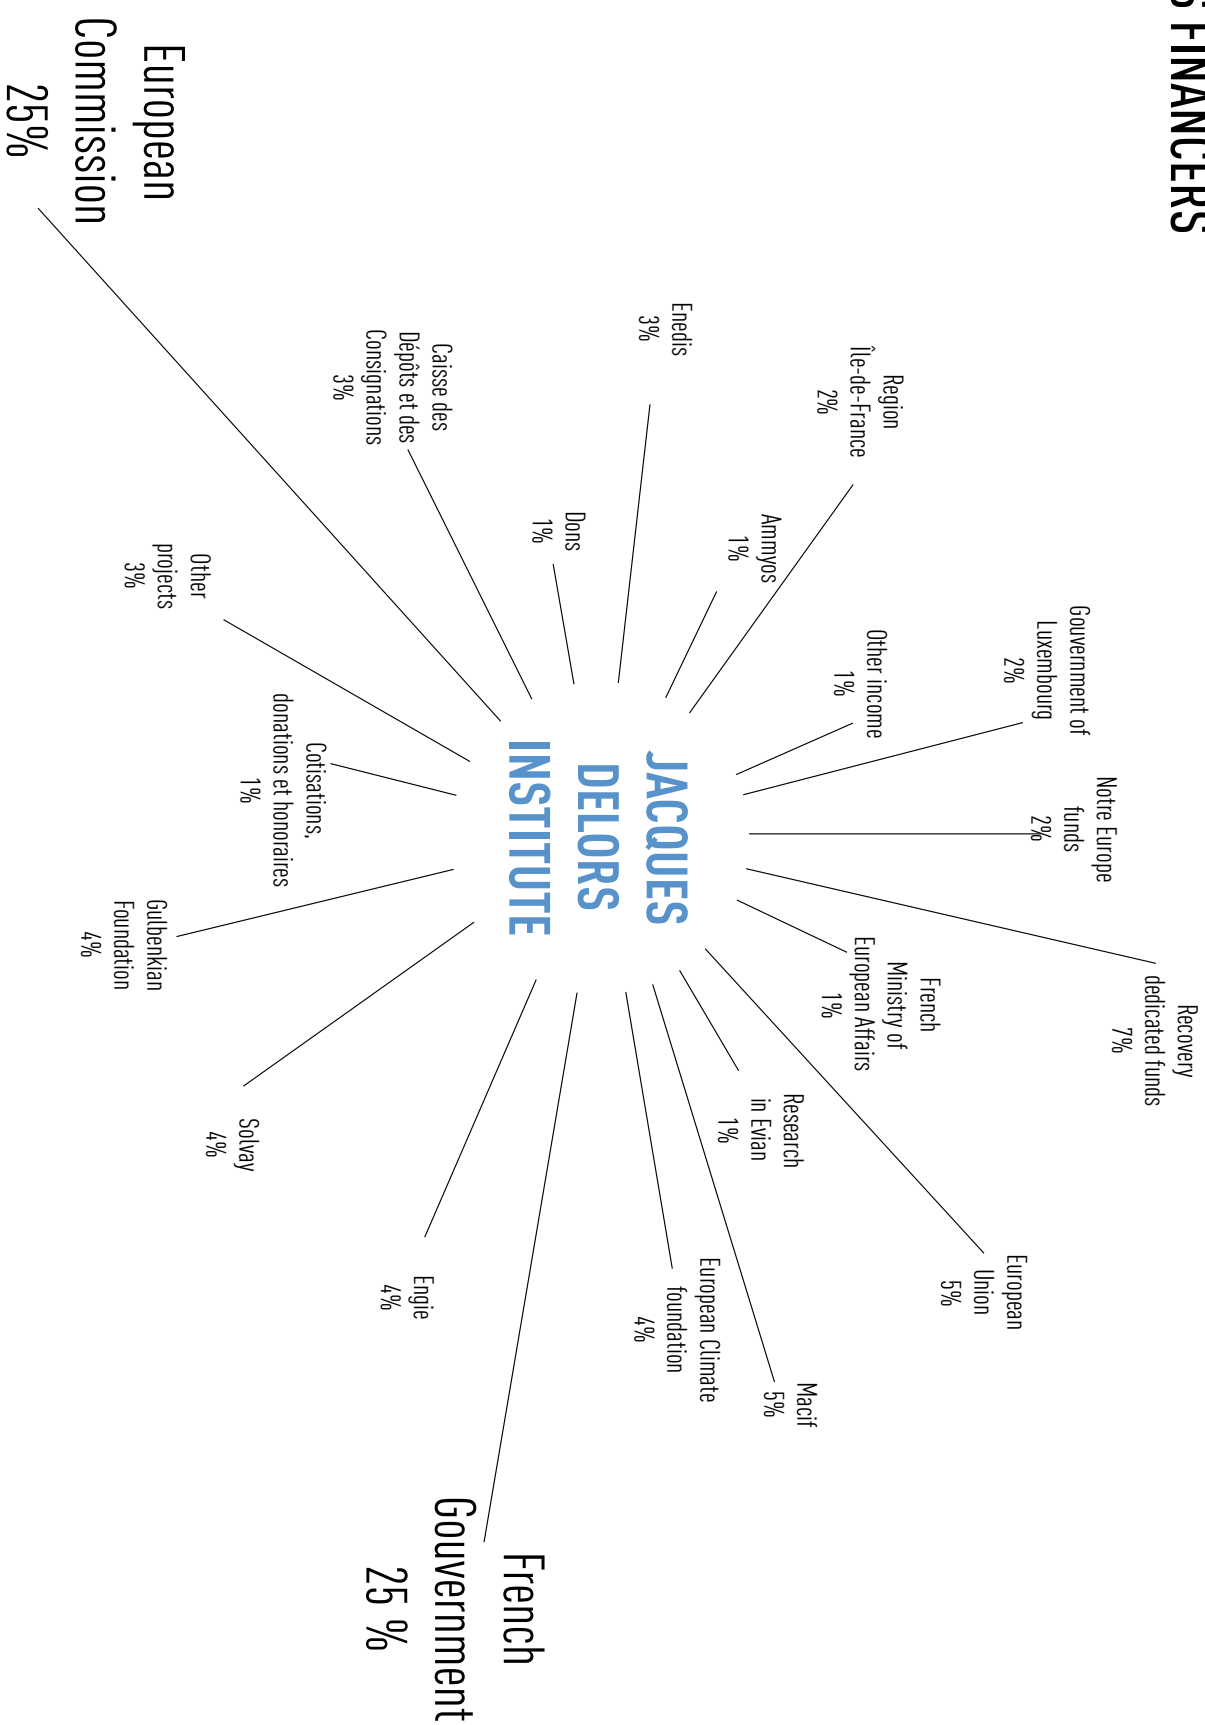 FINANCERS
Recovery
dedicated funds
7%
Notre Europe
funds
2%
Gouvernment of
Luxembourg
2%
European
Union
5%
French
Ministry of
European Affairs
1%
Region
Île-de-France
2%
Other income
1%
Macif
5%
Research
in Evian
1%
Ammyos
1%
European Climate
foundation
4%
Enedis
3%
JACQUES
DELORS
INSTITUTE
Dons
1%
French
Gouvernment
25 %
Caisse des
Dépôts et des
Consignations
3%
Engie
4%
Cotisations,
donations et honoraires
1%
Solvay
4%
Other
projects
3%
European
Commission
25%
Gulbenkian
Foundation
4%